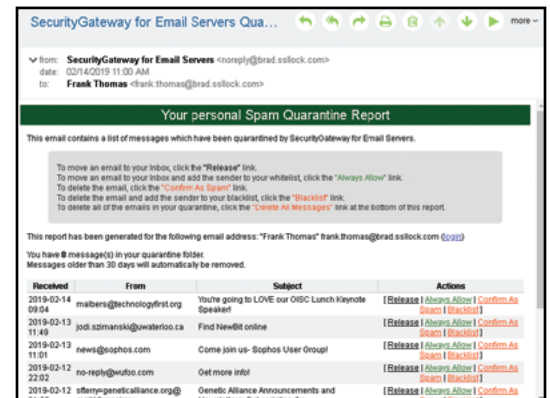 SecurityGateway for Email Servers Qua...
more
from: SecurityGateway for Email Servers <noreply@brad.ssllock.com>
date: 02/14/2019 11:00 AM
to: Frank Thomas <frank.thomas@brad.ssllock.com>
Your personal Spam Quarantine Report
This email contains a list of messages which have been quarantined by SecurityGateway for Email Servers.
To move an email to your Inbox, click the "Release" link.
To move an email to your Inbox and add the sender to your whitelist, click the "Always Allow" link.
To delete the email, click the "Confirm As Spam" link.
To delete the email and add the sender to your blacklist, click the "Blacklist" link.
To delete all of the emails in your quarantine, click the "Delete All Messages" link at the bottom of this report.
This report has been generated for the following email address: "Frank Thomas" frank.thomas@brad.ssllock.com (login)
You have 8 message(s) in your quarantine folder.
Messages older than 30 days will automatically be removed.
Received From Subject Actions
2019-02-14 09:04 malbers@technologyfirst.org You're going to LOVE our OISC Lunch Keynote Speaker! [ Release | Always Allow | Confirm As Spam | Blacklist ]
2019-02-13 11:49 jodi.szimanski@uwaterloo.ca Find NewBit online [ Release | Always Allow | Confirm As Spam | Blacklist ]
2019-02-13 11:01 news@sophos.com Come join us- Sophos User Group! [ Release | Always Allow | Confirm As Spam | Blacklist ]
2019-02-12 22:02 no-reply@wufoo.com Get more info! [ Release | Always Allow | Confirm As Spam | Blacklist ]
2019-02-12 sfterry=geneticalliance.org@ Genetic Alliance Announcements and [ Release | Always Allow | Confirm As